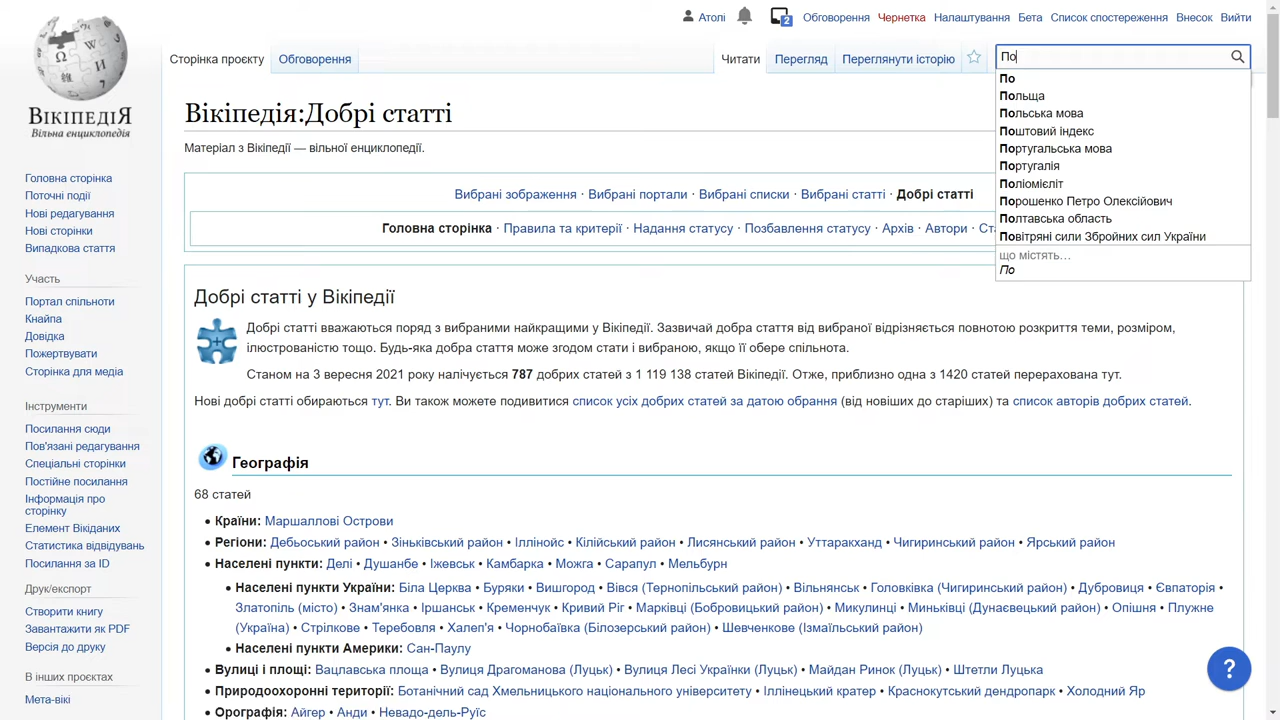 Атолі
2
Обговорення
Чернетка
Налаштування
Бета
Список спостереження
Внесок
Вийти
ВікіпедіЯ
Вільна енциклопедія
Сторінка проєкту
Обговорення
Читати
Перегляд
Переглянути історію
По
По
Польща
Польська мова
Поштовий індекс
Португальська мова
Португалія
Поліомієліт
Порошенко Петро Олексійович
Полтавська область
Повітряні сили Збройних сил України
що містять…
По
Головна сторінка
Поточні події
Нові редагування
Нові сторінки
Випадкова стаття
Участь
Портал спільноти
Кнайпа
Довідка
Пожертвувати
Сторінка для медіа
Інструменти
Посилання сюди
Пов'язані редагування
Спеціальні сторінки
Постійне посилання
Інформація про
сторінку
Елемент Вікіданих
Статистика відвідувань
Посилання за ID
Друк/експорт
Створити книгу
Завантажити як PDF
Версія до друку
В інших проєктах
Мета-вікі
Вікіпедія:Добрі статті
Матеріал з Вікіпедії — вільної енциклопедії.
Вибрані зображення · Вибрані портали · Вибрані списки · Вибрані статті · Добрі статті
Головна сторінка · Правила та критерії · Надання статусу · Позбавлення статусу · Архів · Автори · Ста
Добрі статті у Вікіпедії
Добрі статті вважаються поряд з вибраними найкращими у Вікіпедії. Зазвичай добра стаття від вибраної відрізняється повнотою розкриття теми, розміром,
ілюстрованістю тощо. Будь-яка добра стаття може згодом стати і вибраною, якщо її обере спільнота.
Станом на 3 вересня 2021 року налічується 787 добрих статей з 1 119 138 статей Вікіпедії. Отже, приблизно одна з 1420 статей перерахована тут.
Нові добрі статті обираються тут. Ви також можете подивитися список усіх добрих статей за датою обрання (від новіших до старіших) та список авторів добрих статей.
Географія
68 статей
• Країни: Маршаллові Острови
• Регіони: Дебьоський район • Зіньківський район • Іллінойс • Кілійський район • Лисянський район • Уттаракханд • Чигиринський район • Ярський район
• Населені пункти: Делі • Душанбе • Іжевськ • Камбарка • Можга • Сарапул • Мельбурн
• Населені пункти України: Біла Церква • Буряки • Вишгород • Вівся (Тернопільський район) • Вільнянськ • Головківка (Чигиринський район) • Дубровиця • Євпаторія •
Златопіль (місто) • Знам'янка • Іршанськ • Кременчук • Кривий Ріг • Марківці (Бобровицький район) • Микулинці • Миньківці (Дунаєвецький район) • Опішня • Плужне
(Україна) • Стрілкове • Теребовля • Халеп'я • Чорнобаївка (Білозерський район) • Шевченкове (Ізмаїльський район)
• Населені пункти Америки: Сан-Паулу
• Вулиці і площі: Вацлавська площа • Вулиця Драгоманова (Луцьк) • Вулиця Лесі Українки (Луцьк) • Майдан Ринок (Луцьк) • Штетли Луцька
• Природоохоронні території: Ботанічний сад Хмельницького національного університету • Іллінецький кратер • Краснокутський дендропарк • Холодний Яр
• Орографія: Айгер • Анди • Невадо-дель-Руїс
?